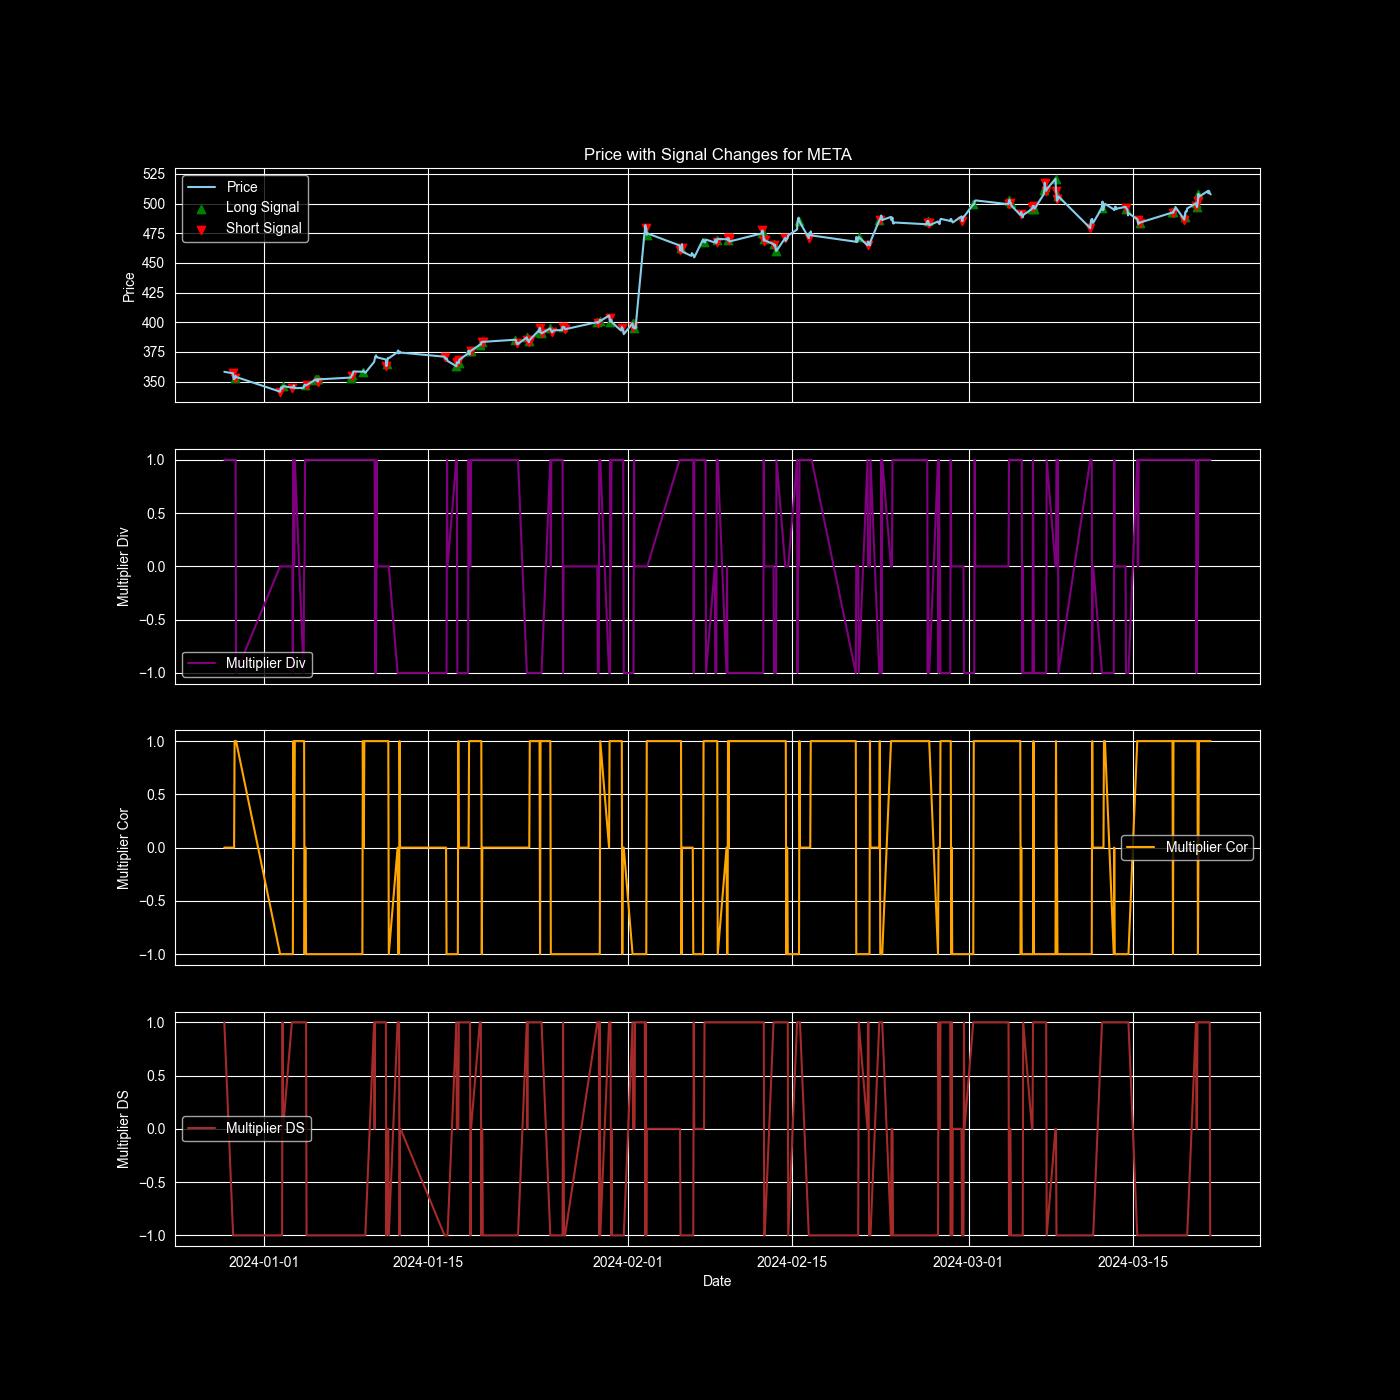 Price with Signal Changes for META
525
500
475
450
425
400
375
350
Price
Price
Long Signal
Short Signal
1.0
0.5
0.0
−0.5
−1.0
Multiplier Div
Multiplier Div
1.0
0.5
0.0
−0.5
−1.0
Multiplier Cor
Multiplier Cor
1.0
0.5
0.0
−0.5
−1.0
Multiplier DS
Multiplier DS
2024-01-01
2024-01-15
2024-02-01
2024-02-15
2024-03-01
2024-03-15
Date